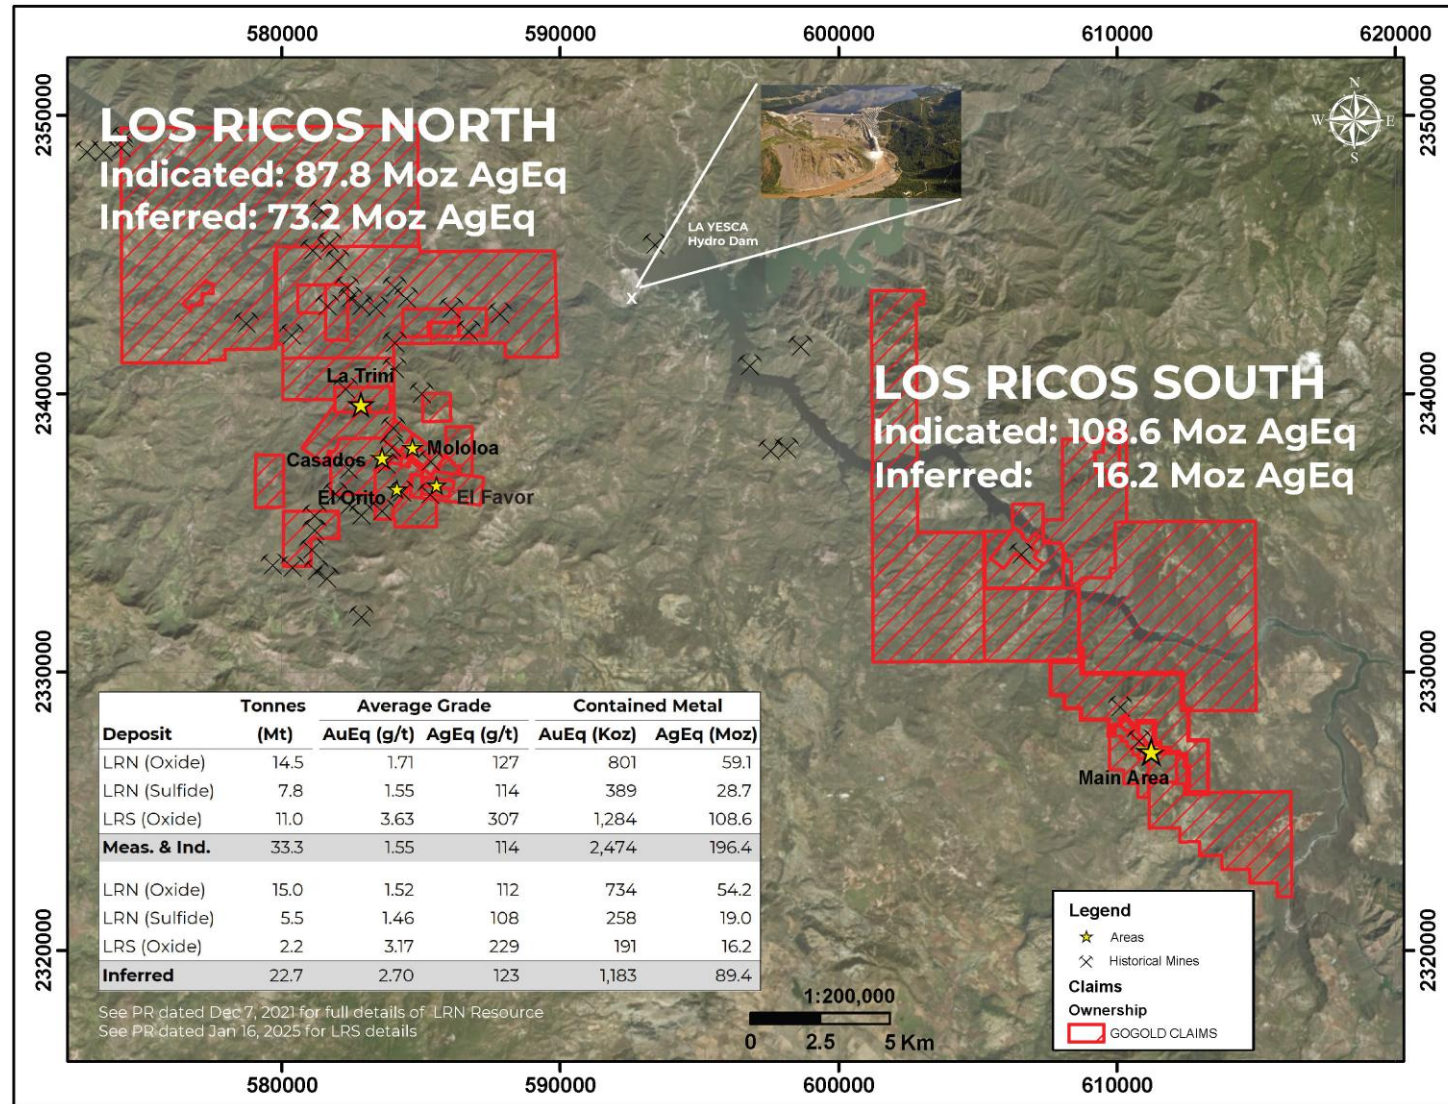 580000 590000 600000 610000 620000
2350000 2350000
LOS RICOS NORTH
Indicated: 87.8 Moz AgEq
Inferred: 73.2 Moz AgEq
N
W E
S
LA YESCA
Hydro Dam
X
2340000 2340000
LOS RICOS SOUTH
Indicated: 108.6 Moz AgEq
Inferred: 16.2 Moz AgEq
La Trini
Mololoa
Casados
El Orito
El Favor
2330000 2330000
Main Area
Tonnes Average Grade Contained Metal
Deposit (Mt) AuEq (g/t) AgEq (g/t) AuEq (Koz) AgEq (Moz)
LRN (Oxide) 14.5 1.71 127 801 59.1
LRN (Sulfide) 7.8 1.55 114 389 28.7
LRS (Oxide) 11.0 3.63 307 1,284 108.6
Meas. & Ind. 33.3 1.55 114 2,474 196.4
LRN (Oxide) 15.0 1.52 112 734 54.2
LRN (Sulfide) 5.5 1.46 108 258 19.0
LRS (Oxide) 2.2 3.17 229 191 16.2
Inferred 22.7 2.70 123 1,183 89.4
See PR dated Dec 7, 2021 for full details of LRN Resource
See PR dated Jan 16, 2025 for LRS details
1:200,000
0 2.5 5 Km
Legend
Areas
Historical Mines
Claims
Ownership
GOGOLD CLAIMS
2320000 2320000
580000 590000 600000 610000